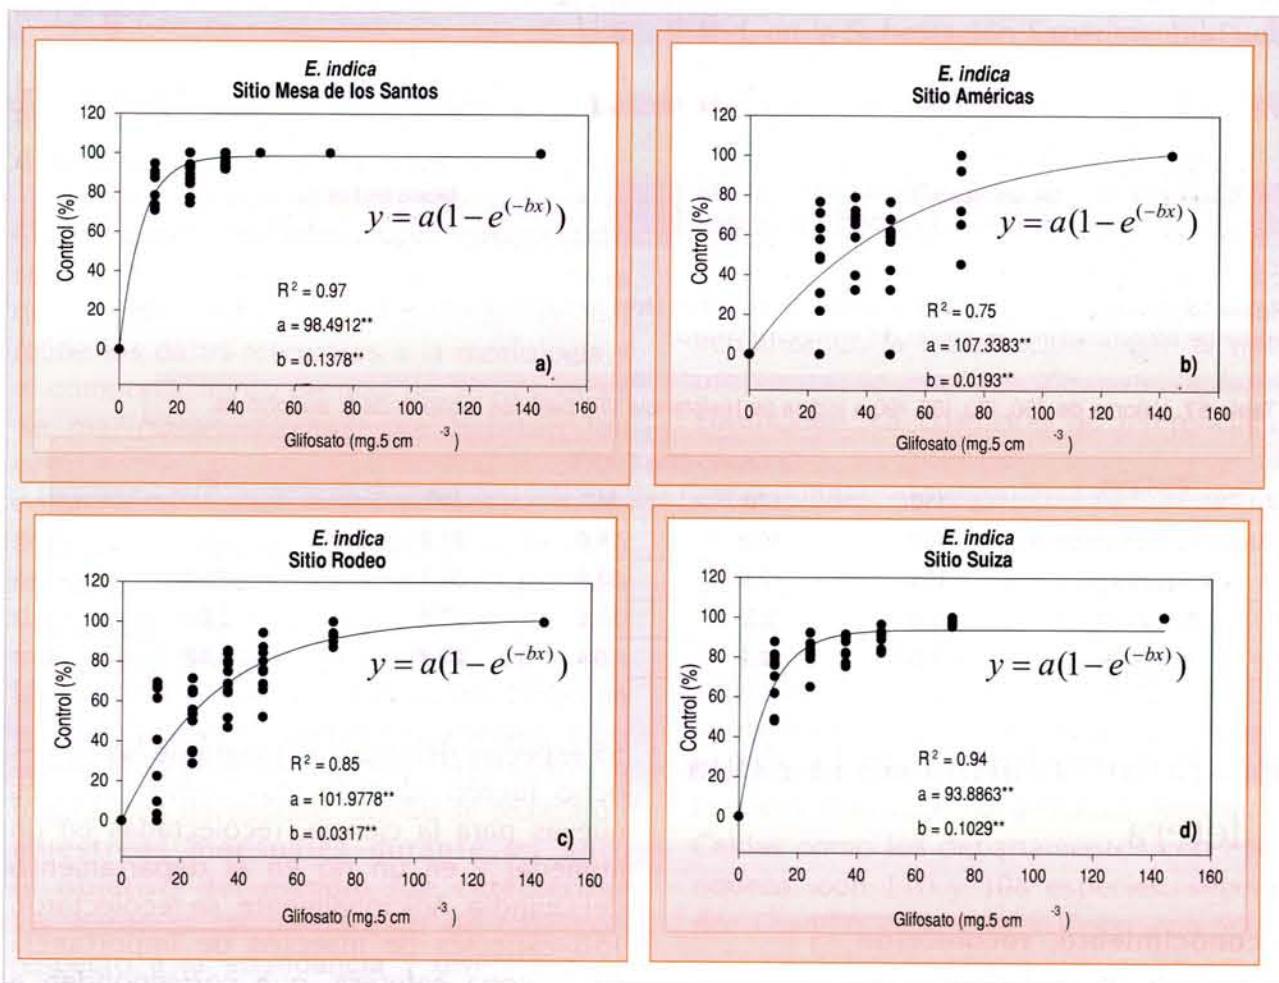 E. indica
Sitio Mesa de los Santos
120
100
80
60
40
20
0
Control (%)
y = a(1 − e^(−bx))
R² = 0.97
a = 98.4912**
b = 0.1378**
a)
0 20 40 60 80 100 120 140 160
Glifosato (mg.5 cm ⁻³ )
E. indica
Sitio Américas
120
100
80
60
40
20
0
Control (%)
y = a(1 − e^(−bx))
R² = 0.75
a = 107.3383**
b = 0.0193**
b)
0 20 40 60 80 100 120 140 160
Glifosato (mg.5 cm ⁻³ )
E. indica
Sitio Rodeo
120
100
80
60
40
20
0
Control (%)
y = a(1 − e^(−bx))
R² = 0.85
a = 101.9778**
b = 0.0317**
c)
0 20 40 60 80 100 120 140 160
Glifosato (mg.5 cm ⁻³ )
E. indica
Sitio Suiza
120
100
80
60
40
20
0
Control (%)
y = a(1 − e^(−bx))
R² = 0.94
a = 93.8863**
b = 0.1029**
d)
0 20 40 60 80 100 120 140 160
Glifosato (mg.5 cm ⁻³ )